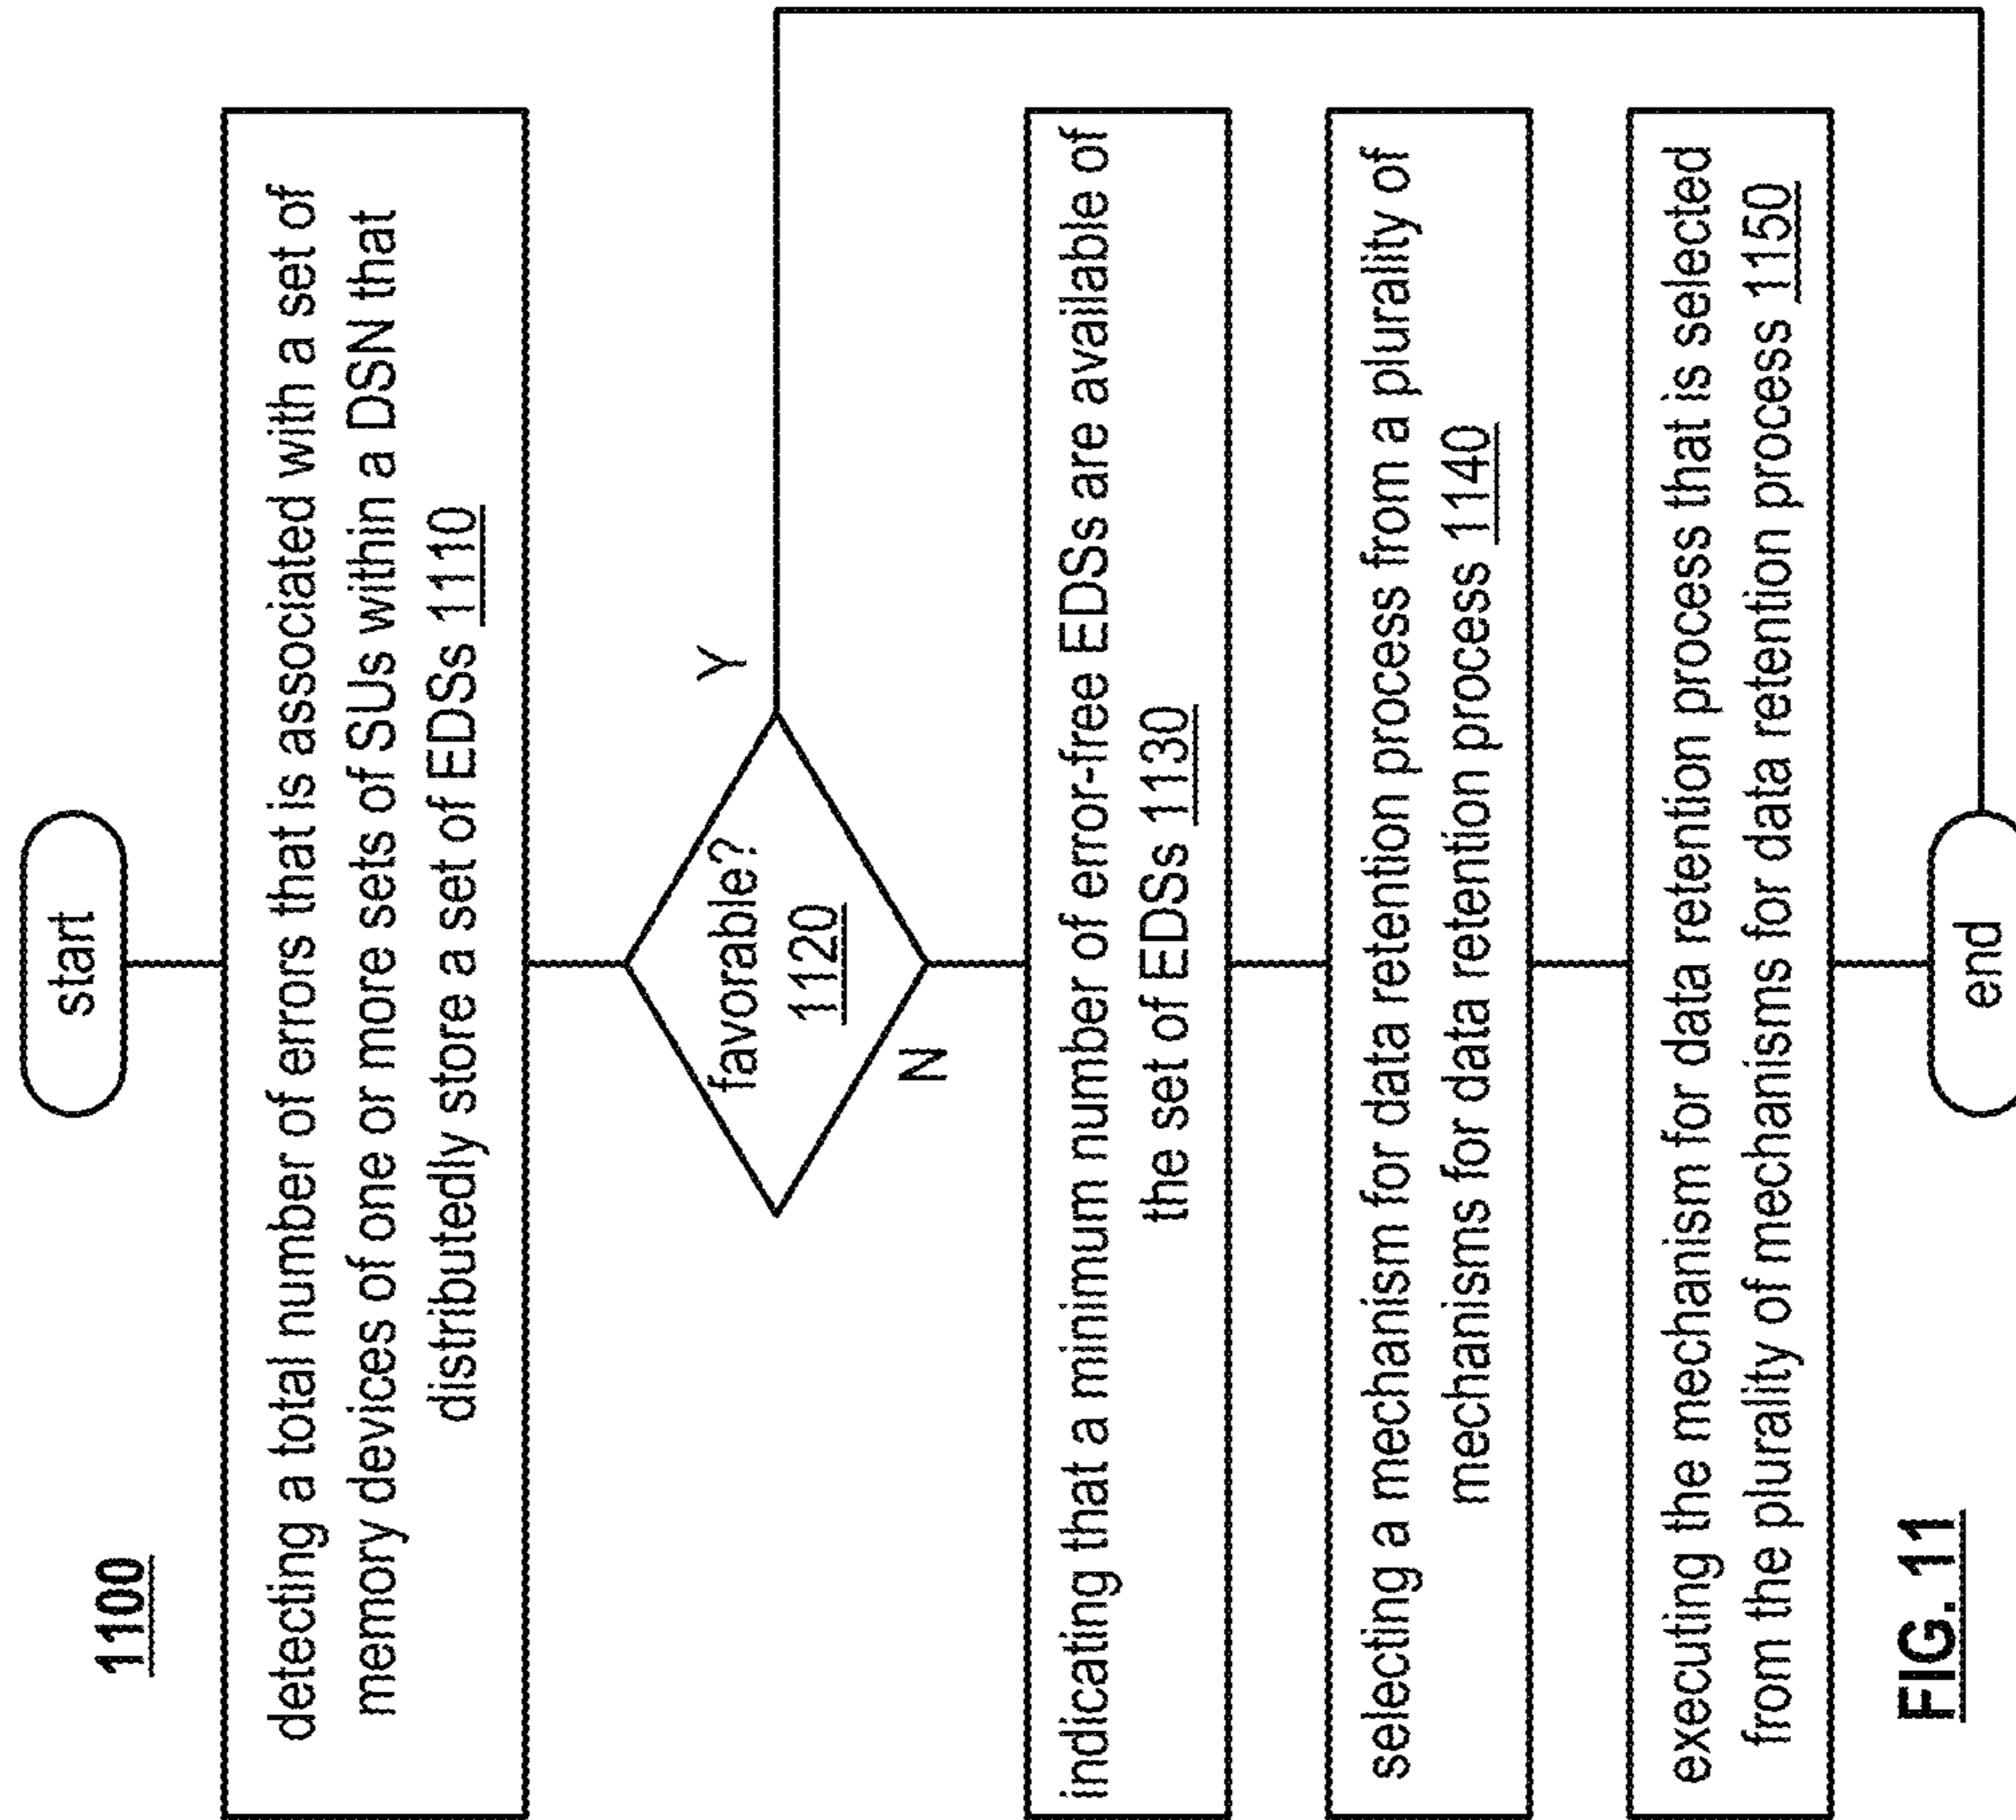 1100
start
detecting a total number of errors that is associated with a set of
memory devices of one or more sets of SUs within a DSN that
distributedly store a set of EDSs 1110
favorable?
1120
Y
N
indicating that a minimum number of error-free EDSs are available of
the set of EDSs 1130
selecting a mechanism for data retention process from a plurality of
mechanisms for data retention process 1140
executing the mechanism for data retention process that is selected
from the plurality of mechanisms for data retention process 1150
end
FIG. 11